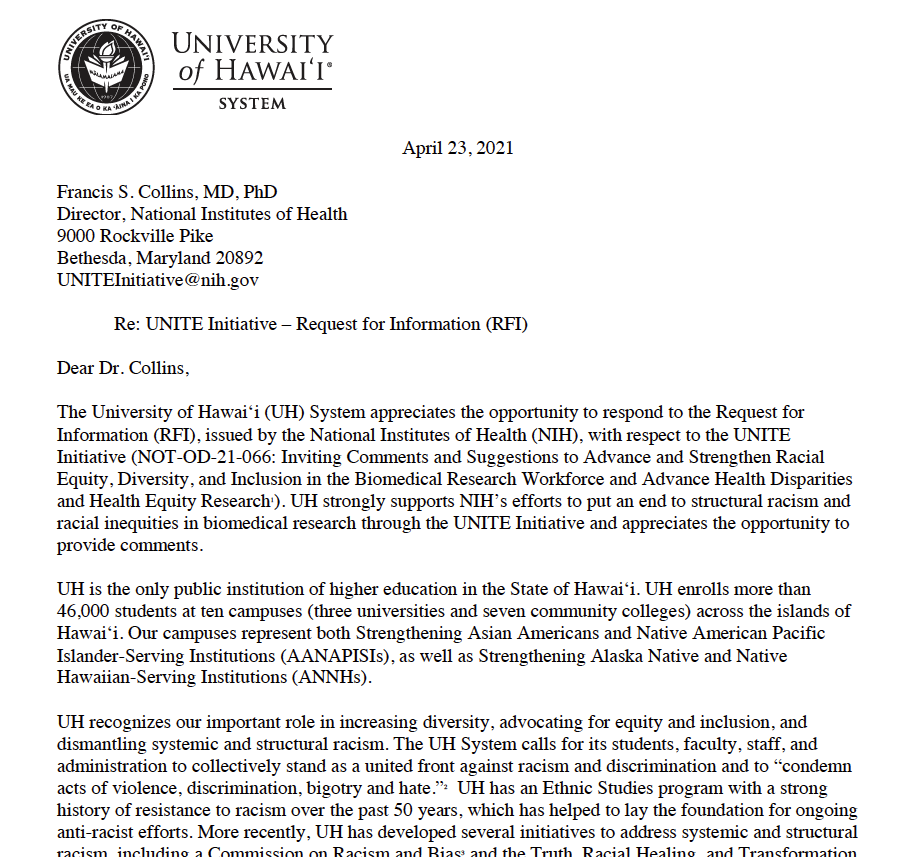 UNIVERSITY OF HAWAI‘I
MALAMALAMA
1907
UA MAU KE EA O KA ‘ĀINA I KA PONO
UNIVERSITY
of HAWAI‘I®
SYSTEM
April 23, 2021
Francis S. Collins, MD, PhD
Director, National Institutes of Health
9000 Rockville Pike
Bethesda, Maryland 20892
UNITEInitiative@nih.gov
Re: UNITE Initiative – Request for Information (RFI)
Dear Dr. Collins,
The University of Hawai‘i (UH) System appreciates the opportunity to respond to the Request for
Information (RFI), issued by the National Institutes of Health (NIH), with respect to the UNITE
Initiative (NOT-OD-21-066: Inviting Comments and Suggestions to Advance and Strengthen Racial
Equity, Diversity, and Inclusion in the Biomedical Research Workforce and Advance Health Disparities
and Health Equity Research¹). UH strongly supports NIH’s efforts to put an end to structural racism and
racial inequities in biomedical research through the UNITE Initiative and appreciates the opportunity to
provide comments.
UH is the only public institution of higher education in the State of Hawai‘i. UH enrolls more than
46,000 students at ten campuses (three universities and seven community colleges) across the islands of
Hawai‘i. Our campuses represent both Strengthening Asian Americans and Native American Pacific
Islander-Serving Institutions (AANAPISIs), as well as Strengthening Alaska Native and Native
Hawaiian-Serving Institutions (ANNHs).
UH recognizes our important role in increasing diversity, advocating for equity and inclusion, and
dismantling systemic and structural racism. The UH System calls for its students, faculty, staff, and
administration to collectively stand as a united front against racism and discrimination and to “condemn
acts of violence, discrimination, bigotry and hate.”² UH has an Ethnic Studies program with a strong
history of resistance to racism over the past 50 years, which has helped to lay the foundation for ongoing
anti-racist efforts. More recently, UH has developed several initiatives to address systemic and structural
racism, including a Commission on Racism and Bias³ and the Truth, Racial Healing, and Transformation